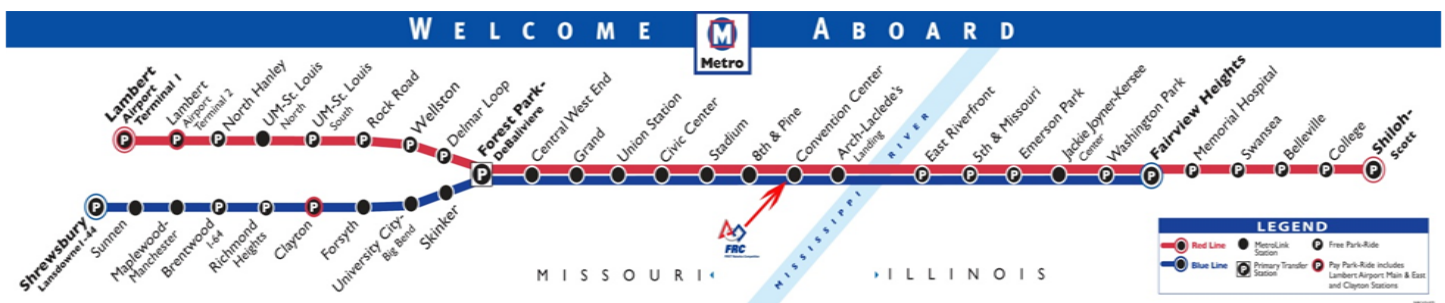 WELCOME ABOARD
M
Metro
Lambert
Airport
Terminal 1
Lambert
Airport
Terminal 2
North Hanley
UM-St. Louis
North
UM-St. Louis
South
Rock Road
Wellston
Delmar Loop
Forest Park-
DeBaliviere
Central West End
Grand
Union Station
Civic Center
Stadium
8th & Pine
Convention Center
Arch-Laclede's
Landing
East Riverfront
5th & Missouri
Emerson Park
Jackie Joyner-Kersee
Center
Washington Park
Fairview Heights
Memorial Hospital
Swansea
Belleville
College
Shiloh-
Scott
Shrewsbury
Lansdowne I-44
Sunnen
Maplewood-
Manchester
Brentwood
I-64
Richmond
Heights
Clayton
Forsyth
University City-
Big Bend
Skinker
MISSISSIPPI RIVER
FRC
MISSOURI
ILLINOIS
LEGEND
Red Line
MetroLink
Station
P Free Park-Ride
Blue Line
P Primary Transfer
Station
P Pay Park-Ride includes
Lambert Airport Main & East
and Clayton Stations